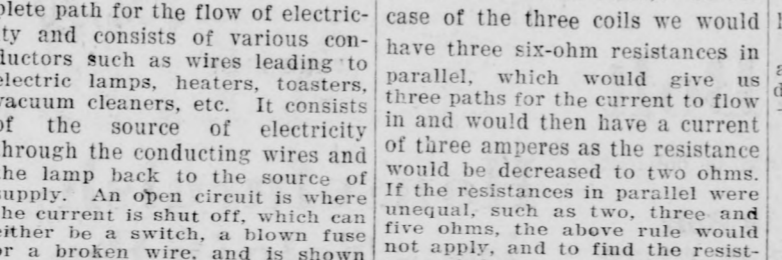 plete path for the flow of electric-
ity and consists of various con-
ductors such as wires leading to
electric lamps, heaters, toasters,
vacuum cleaners, etc. It consists
of the source of electricity
through the conducting wires and
the lamp back to the source of
supply. An open circuit is where
the current is shut off, which can
either be a switch, a blown fuse
or a broken wire, and is shown
case of the three coils we would
have three six-ohm resistances in
parallel, which would give us
three paths for the current to flow
in and would then have a current
of three amperes as the resistance
would be decreased to two ohms.
If the resistances in parallel were
unequal, such as two, three and
five ohms, the above rule would
not apply, and to find the resist-